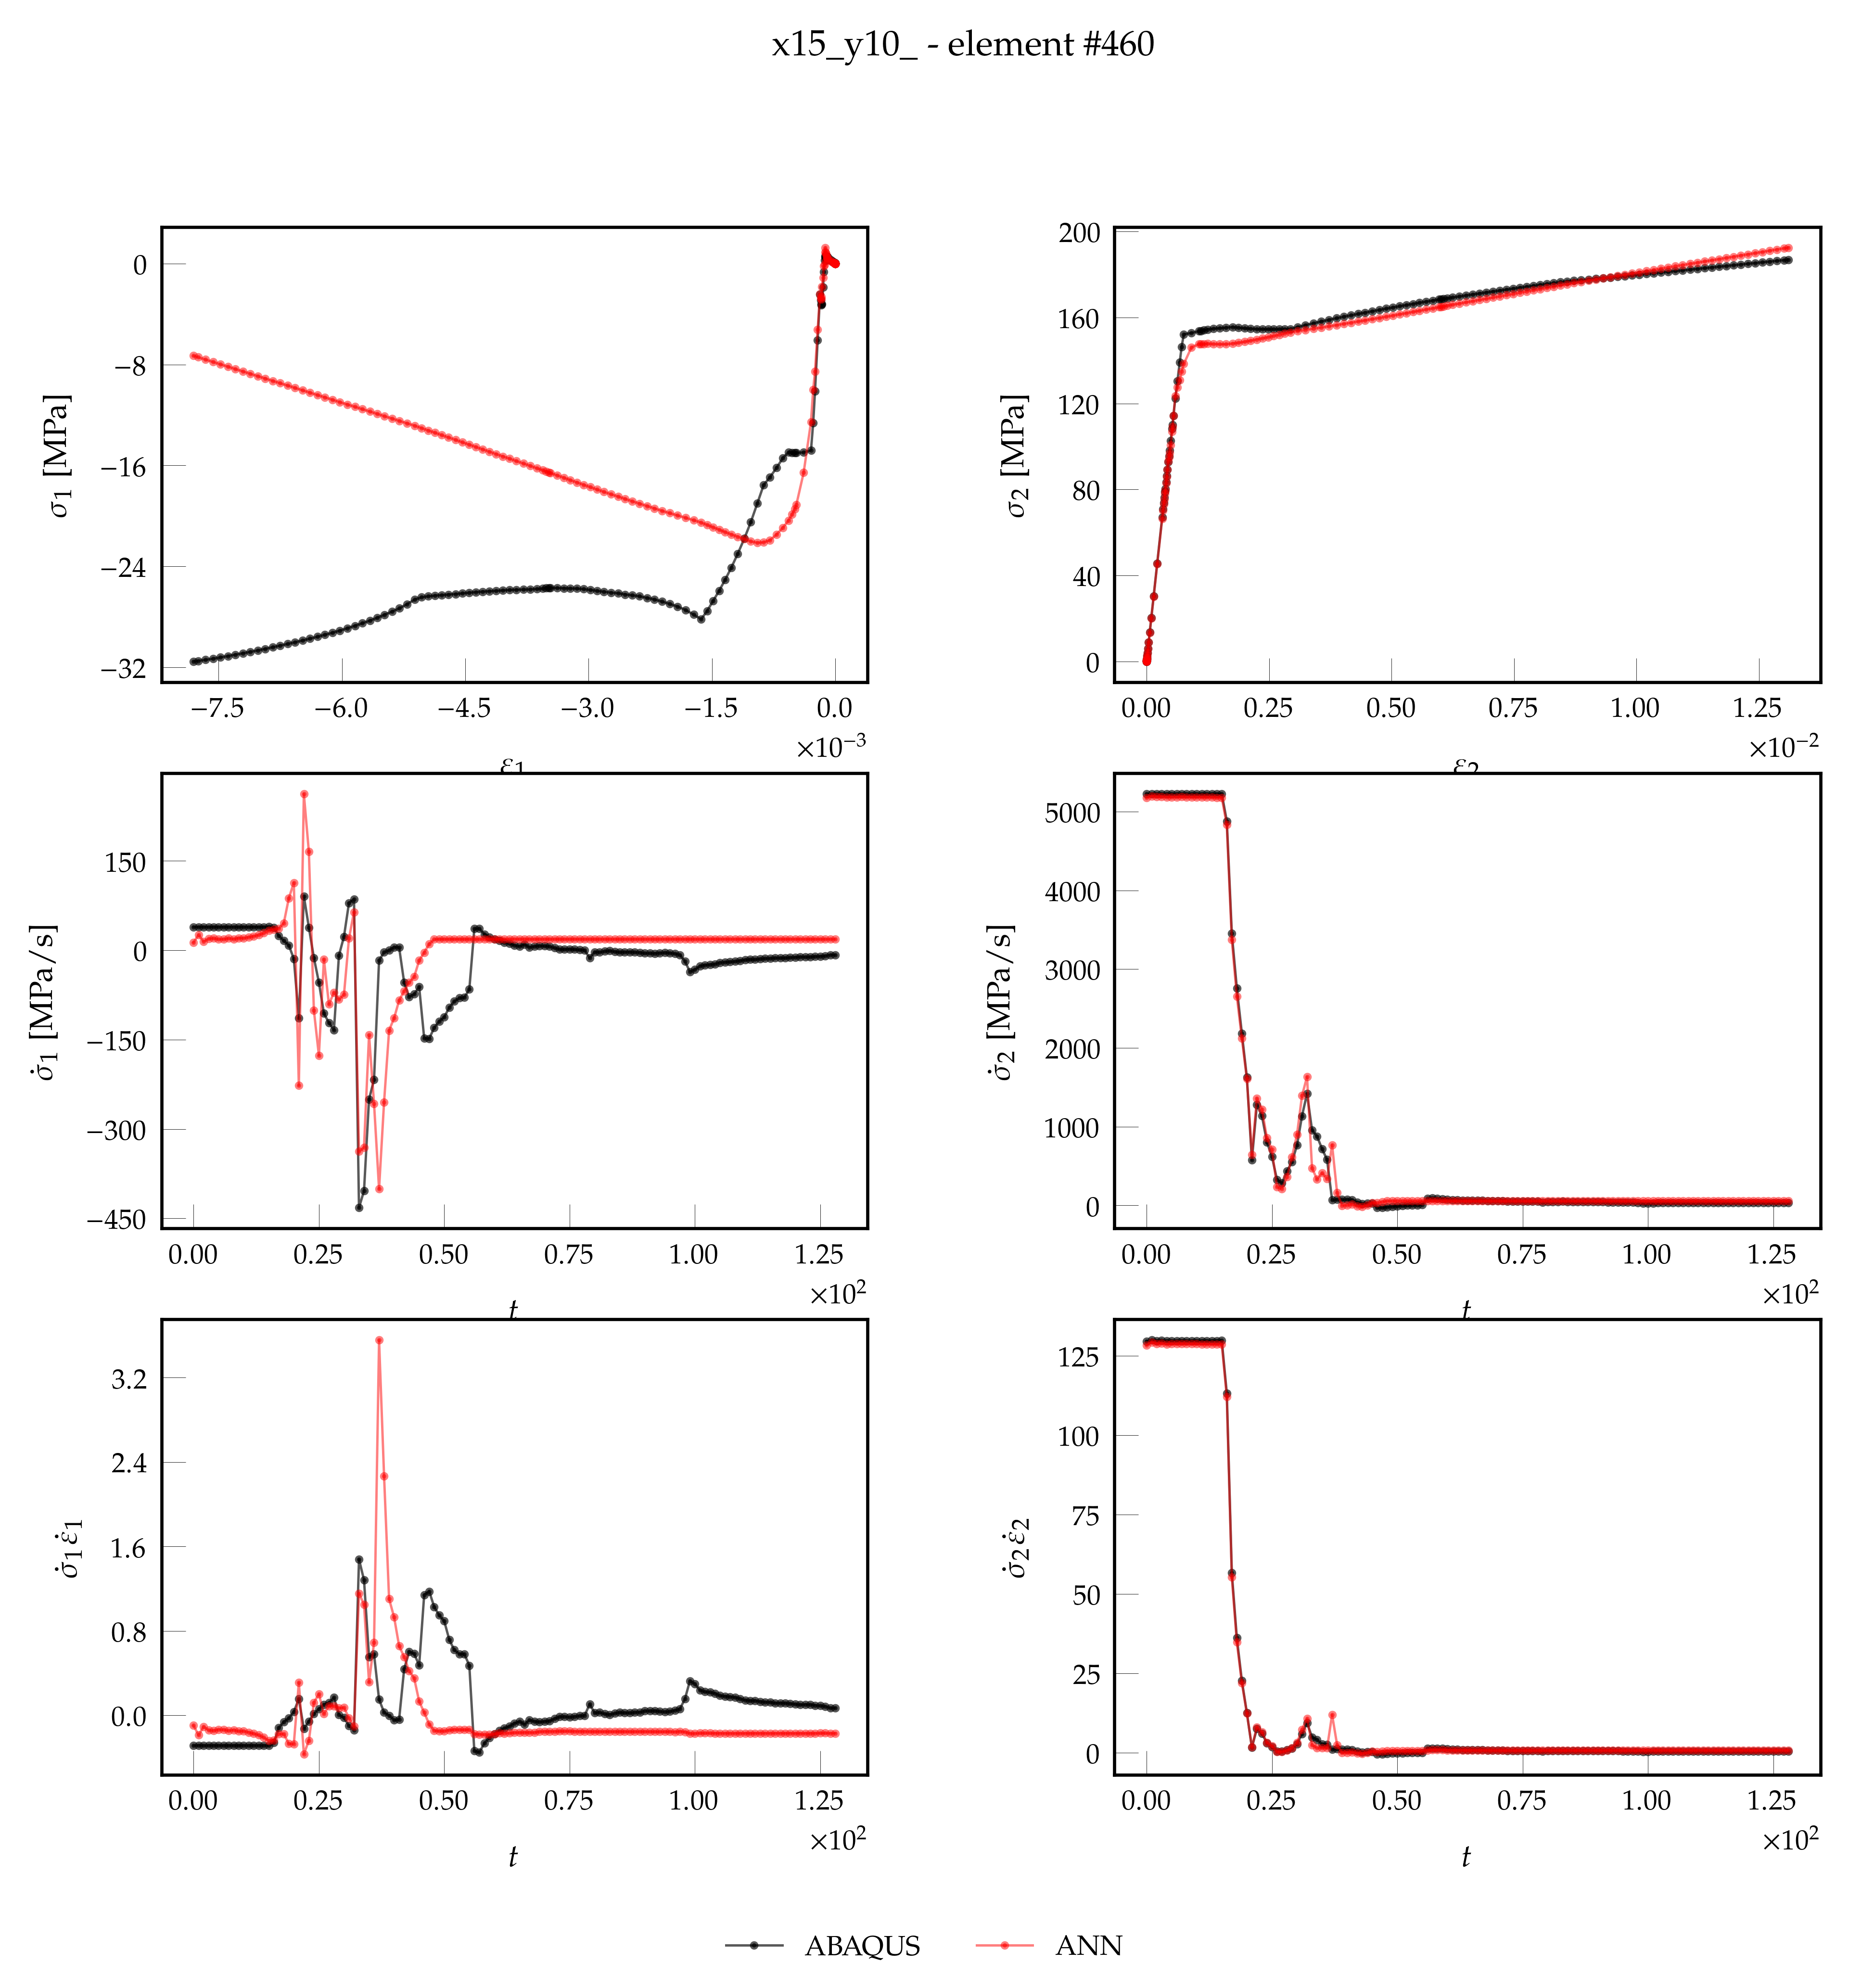 x15_y10_ - element #460
σ₁ [MPa]
0
−8
−16
−24
−32
−7.5 −6.0 −4.5 −3.0 −1.5 0.0
×10⁻³
ε₁
σ₂ [MPa]
200
160
120
80
40
0
0.00 0.25 0.50 0.75 1.00 1.25
×10⁻²
ε₂
σ̇₁ [MPa/s]
150
0
−150
−300
−450
0.00 0.25 0.50 0.75 1.00 1.25
×10²
t
σ̇₂ [MPa/s]
5000
4000
3000
2000
1000
0
0.00 0.25 0.50 0.75 1.00 1.25
×10²
t
σ̇₁ε̇₁
3.2
2.4
1.6
0.8
0.0
0.00 0.25 0.50 0.75 1.00 1.25
×10²
t
σ̇₂ε̇₂
125
100
75
50
25
0
0.00 0.25 0.50 0.75 1.00 1.25
×10²
t
ABAQUS ANN